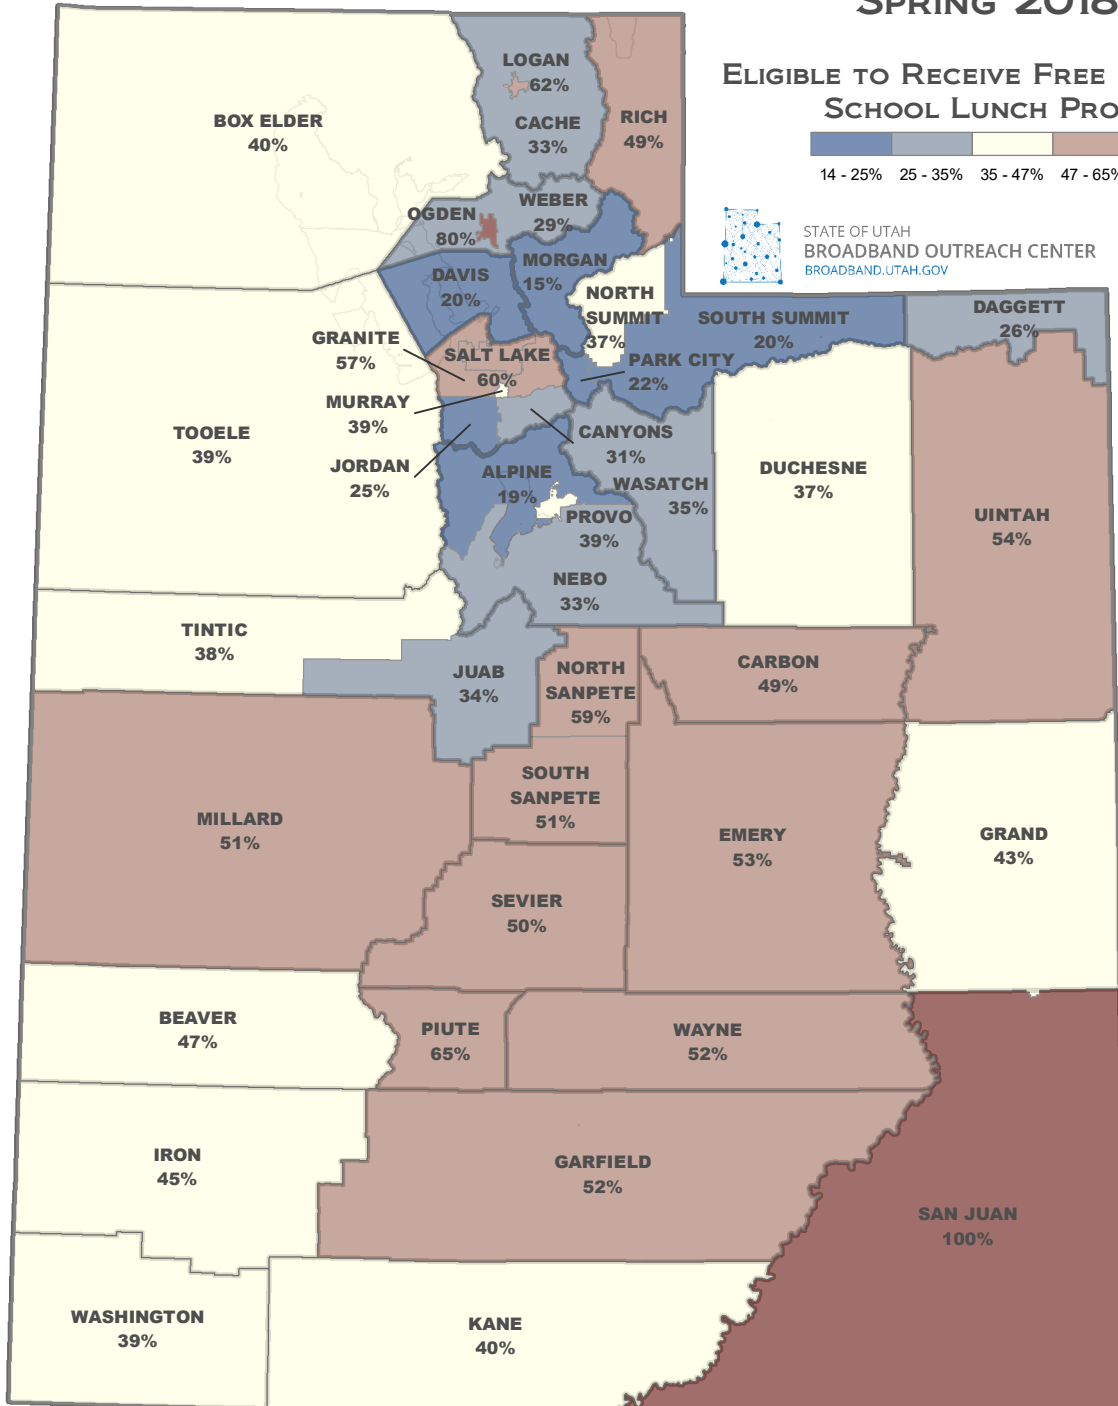 SPRING 2018
ELIGIBLE TO RECEIVE FREE
SCHOOL LUNCH PRO
14 - 25%
25 - 35%
35 - 47%
47 - 65%
STATE OF UTAH
BROADBAND OUTREACH CENTER
BROADBAND.UTAH.GOV
LOGAN
62%
BOX ELDER
40%
CACHE
33%
RICH
49%
WEBER
29%
OGDEN
80%
MORGAN
15%
DAVIS
20%
NORTH
SUMMIT
37%
SOUTH SUMMIT
20%
DAGGETT
26%
GRANITE
57%
SALT LAKE
60%
PARK CITY
22%
MURRAY
39%
TOOELE
39%
CANYONS
31%
JORDAN
25%
ALPINE
19%
WASATCH
35%
DUCHESNE
37%
PROVO
39%
UINTAH
54%
NEBO
33%
TINTIC
38%
JUAB
34%
NORTH
SANPETE
59%
CARBON
49%
SOUTH
SANPETE
51%
MILLARD
51%
EMERY
53%
GRAND
43%
SEVIER
50%
BEAVER
47%
PIUTE
65%
WAYNE
52%
IRON
45%
GARFIELD
52%
SAN JUAN
100%
WASHINGTON
39%
KANE
40%